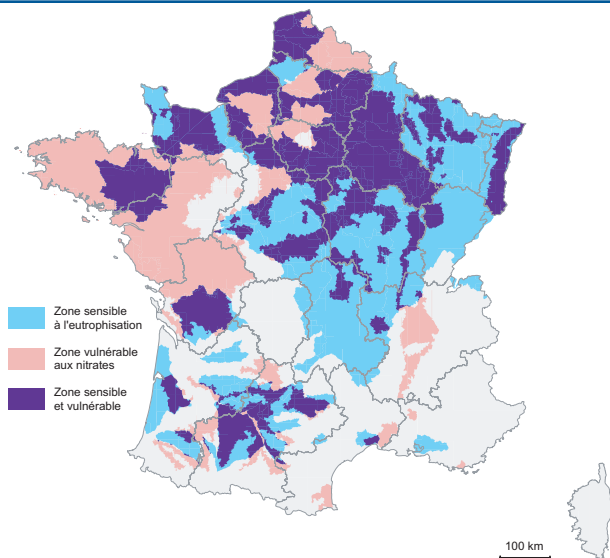 Zone sensible
à l'eutrophisation
Zone vulnérable
aux nitrates
Zone sensible
et vulnérable
100 km